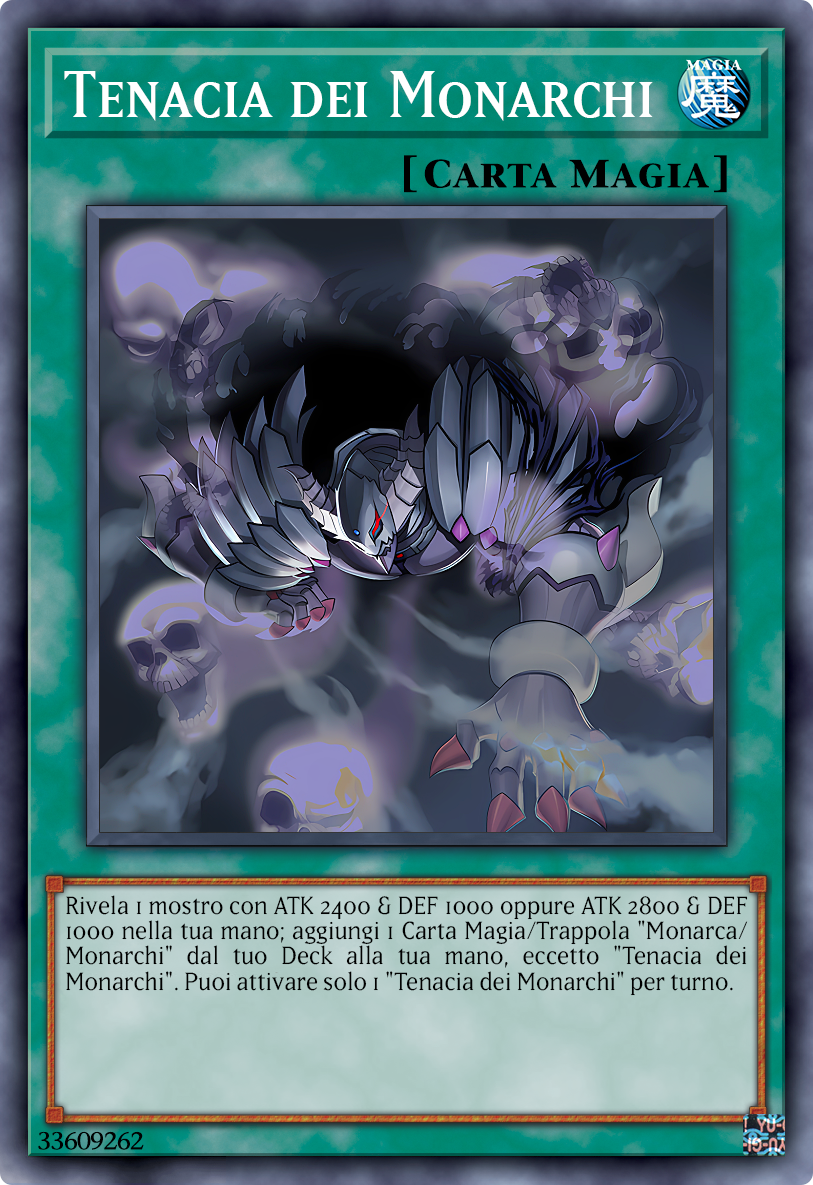 Tenacia dei Monarchi
MAGIA
魔
[Carta Magia]
Rivela 1 mostro con ATK 2400 & DEF 1000 oppure ATK 2800 & DEF
1000 nella tua mano; aggiungi 1 Carta Magia/Trappola "Monarca/
Monarchi" dal tuo Deck alla tua mano, eccetto "Tenacia dei
Monarchi". Puoi attivare solo 1 "Tenacia dei Monarchi" per turno.
33609262